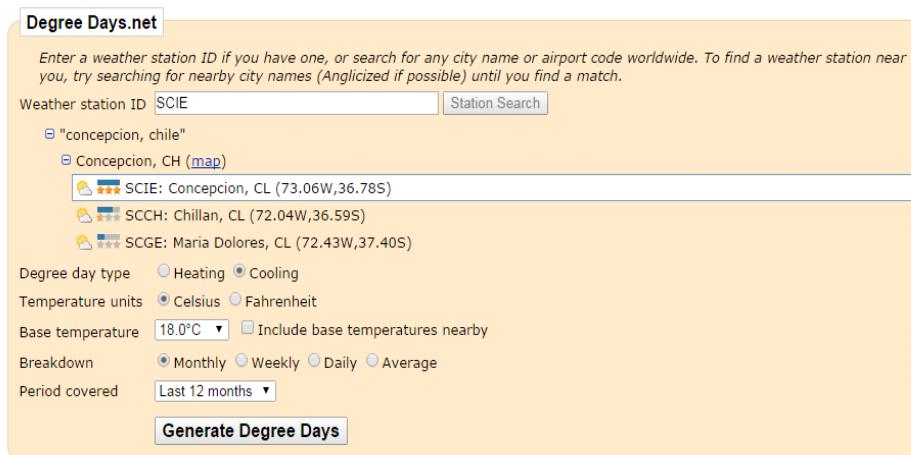 Degree Days.net
Enter a weather station ID if you have one, or search for any city name or airport code worldwide. To find a weather station near
you, try searching for nearby city names (Anglicized if possible) until you find a match.
Weather station ID SCIE Station Search
"concepcion, chile"
Concepcion, CH (map)
SCIE: Concepcion, CL (73.06W,36.78S)
SCCH: Chillan, CL (72.04W,36.59S)
SCGE: Maria Dolores, CL (72.43W,37.40S)
Degree day type Heating Cooling
Temperature units Celsius Fahrenheit
Base temperature 18.0°C Include base temperatures nearby
Breakdown Monthly Weekly Daily Average
Period covered Last 12 months
Generate Degree Days